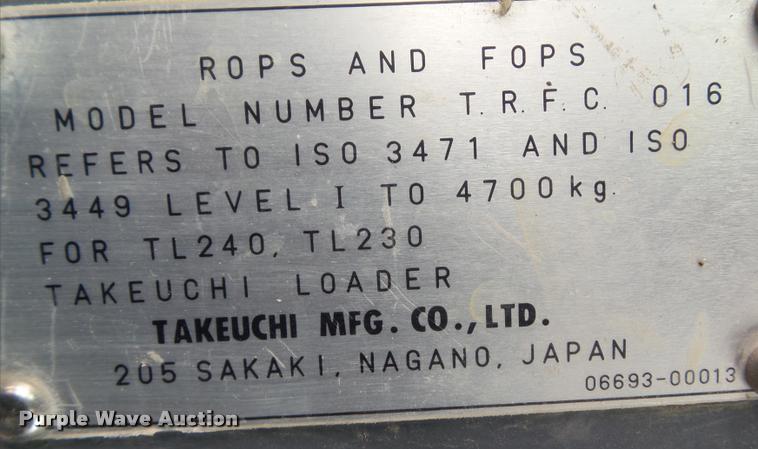 ROPS AND FOPS
MODEL NUMBER T.R.F.C. 016
REFERS TO ISO 3471 AND ISO
3449 LEVEL I TO 4700kg.
FOR TL240, TL230
TAKEUCHI LOADER
TAKEUCHI MFG. CO., LTD.
205 SAKAKI, NAGANO, JAPAN
06693-00013
Purple Wave Auction